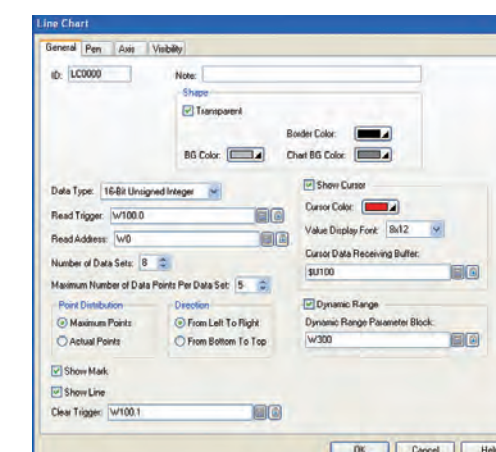 Line Chart
General Pen Axis Visibility
ID: LC0000 Note:
Shape
Transparent
Border Color:
BG Color: Chart BG Color:
Data Type: 16-Bit Unsigned Integer
Show Cursor
Cursor Color:
Read Trigger: W100.0
Value Display Font: 8x12
Read Address: W0
Cursor Data Receiving Buffer:
Number of Data Sets: 8
$U100
Maximum Number of Data Points Per Data Set: 5
Point Distribution Direction
Dynamic Range
Maximum Points From Left To Right
Dynamic Range Parameter Block:
Actual Points From Bottom To Top
W300
Show Mark
Show Line
Clear Trigger: W100.1
OK Cancel Help